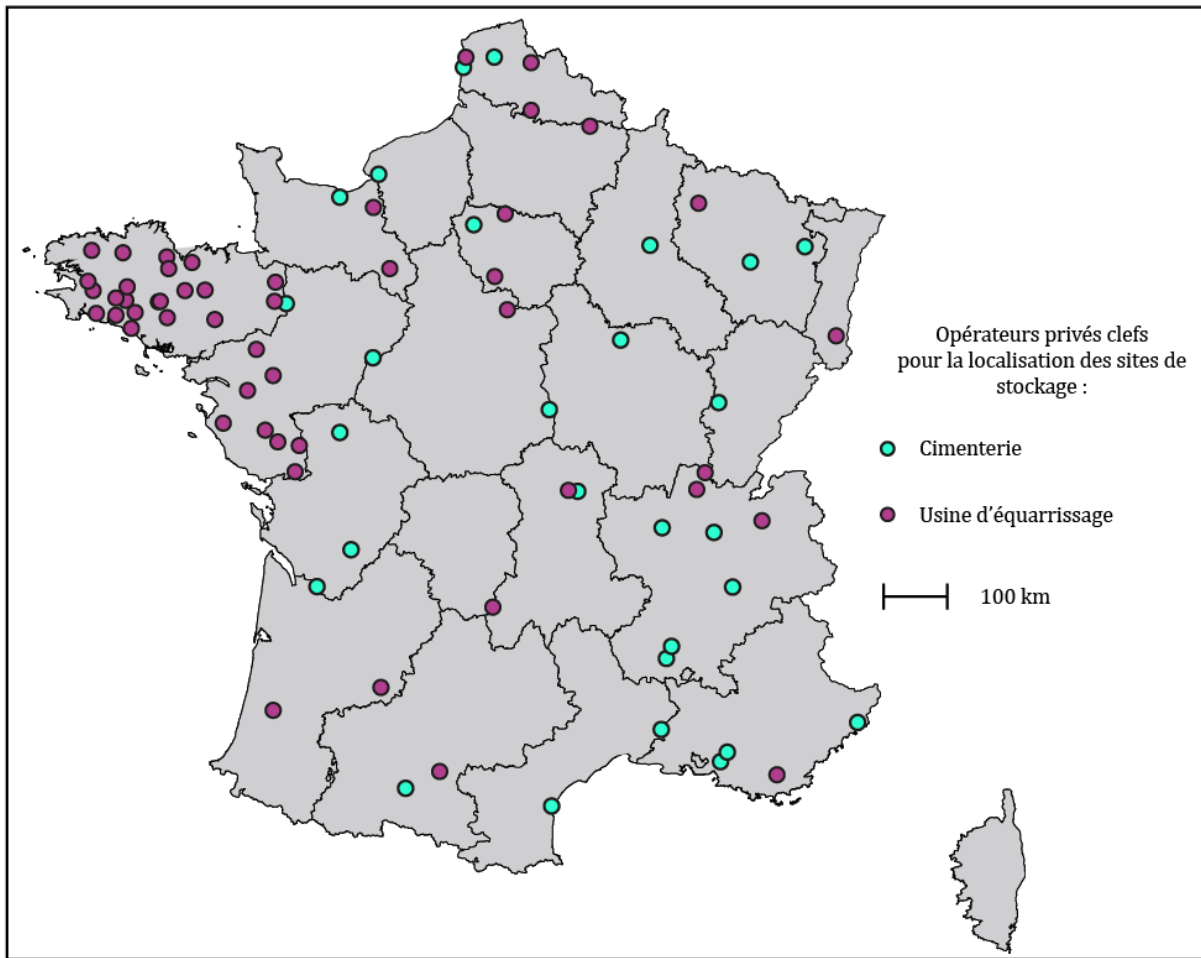 Opérateurs privés clefs
pour la localisation des sites de
stockage :
Cimenterie
Usine d'équarrissage
100 km